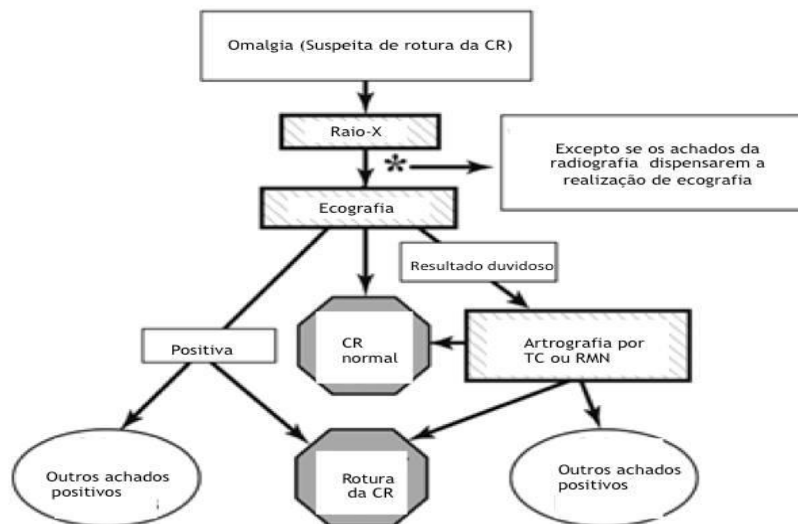 Omalgia (Suspeita de rotura da CR)
Raio-X
*
Excepto se os achados da
radiografia dispensarem a
realização de ecografia
Ecografia
Resultado duvidoso
Positiva
CR
normal
Artrografia por
TC ou RMN
Outros achados
positivos
Rotura
da CR
Outros achados
positivos